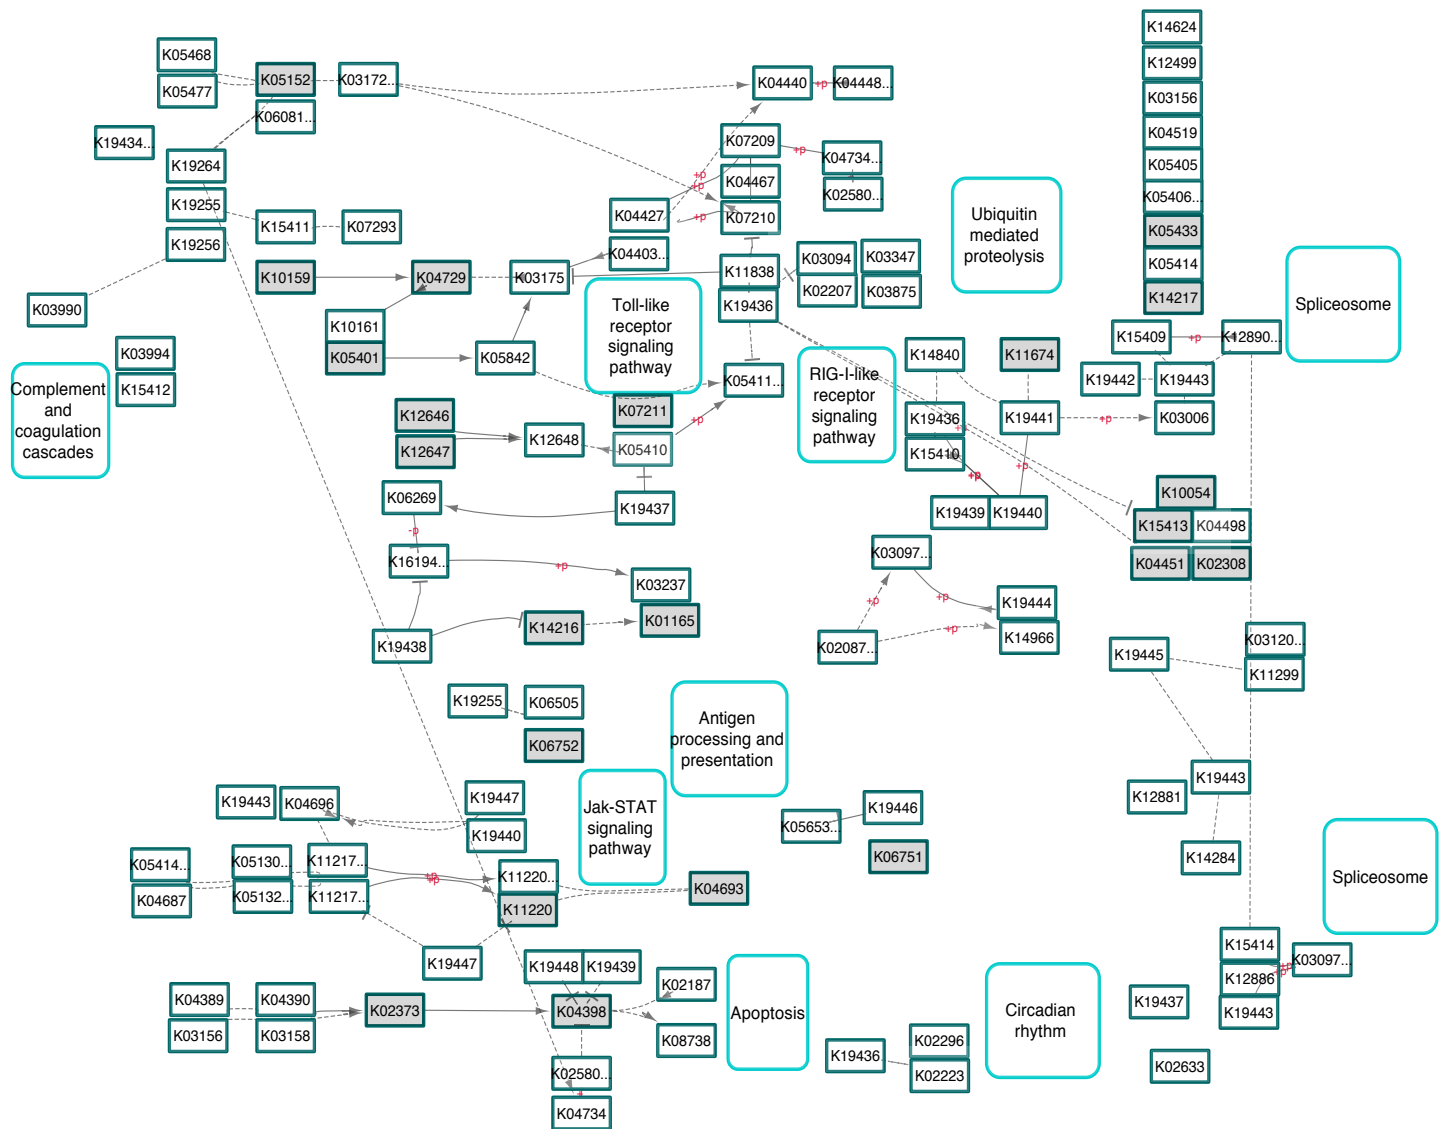 K14624
K12499
K03156
K04519
K05405
K05406...
K05433
K05414
K14217
K05468
K05477
K05152
K03172...
K06081...
K19434...
K19264
K19255
K19256
K15411
K07293
K03990
K03994
K15412
Complement
and
coagulation
cascades
K04440
+p
K04448...
K07209
+p
K04734...
K04467
K02580...
K07210
+p
+p
+p
K04427
K04403...
K10159
K04729
K03175
K11838
K19436
K03094
K03347
K02207
K03875
K10161
K05401
K05842
Toll-like
receptor
signaling
pathway
Ubiquitin
mediated
proteolysis
Spliceosome
K05411...
RIG-I-like
receptor
signaling
pathway
K15409
+p
K12890...
K19442
K19443
K03006
K14840
K11674
K19436
K19441
+p
K15410
+p
+p
+p
K19439
K19440
K12646
K12647
K12648
K07211
K05410
+p
K06269
K19437
-p
K16194...
+p
K03237
K01165
K14216
K19438
K10054
K15413
K04498
K04451
K02308
K03097...
+p
+p
K19444
K14966
K02087...
+p
K19445
K03120...
K11299
K19255
K06505
K06752
Antigen
processing and
presentation
Jak-STAT
signaling
pathway
K19443
K04696
K19447
K19440
K05653...
K19446
K06751
K19443
K12881
K14284
Spliceosome
K05414...
K04687
K05130...
K05132...
K11217...
K11217...
+p
+p
K11220...
K11220
K04693
K19447
K19448
K19439
K04389
K04390
K03156
K03158
K02373
K04398
K02187
K08738
Apoptosis
K02580...
+
K04734
K19436
K02296
K02223
Circadian
rhythm
K15414
K12886
K19443
+p
+p
K03097...
K19437
K02633